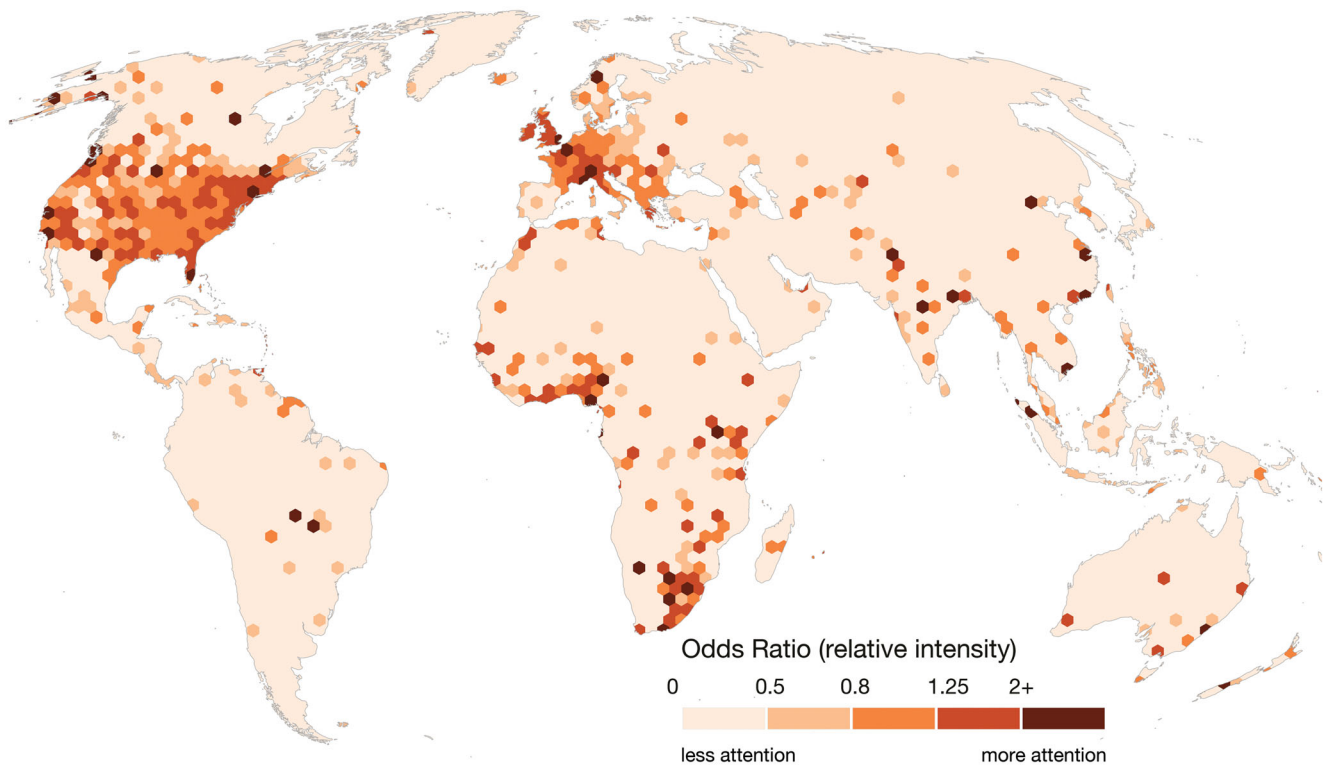 Odds Ratio (relative intensity)
0 0.5 0.8 1.25 2+
less attention more attention